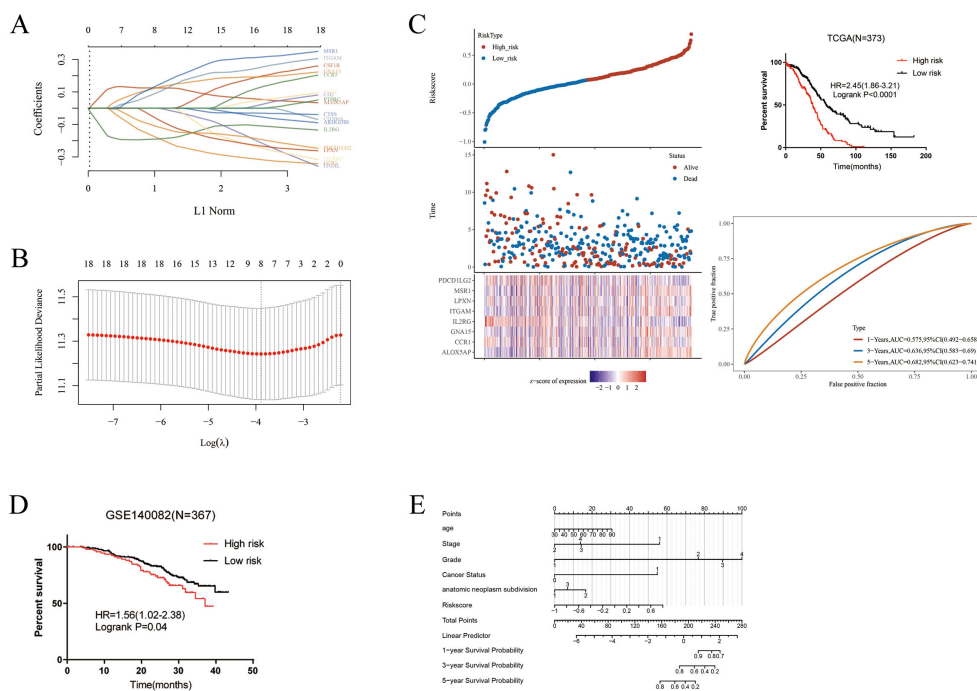 A
0 7 8 12 15 16 18 18
Coefficients
0.3
0.1
-0.1
-0.3
MSR1
ITGAM
CSF1R
GNA15
CCR1
ALOX5AP
CTSS
ARHGDIB
IL2RG
PDCD1LG2
LPXN
0 1 2 3
L1 Norm
B
18 18 18 18 18 18 18 16 15 13 14 12 9 8 8 6 4 2 2 1 2 0
Partial Likelihood Deviance
11.5
11.3
11.1
-7 -6 -5 -4 -3
Log(λ)
C
RiskType
High_risk
Low_risk
Riskscore
0.5
0.0
-0.5
-1.0
Status
Alive
Dead
Time
15
10
5
0
PDCD1LG2
MSR1
LPXN
ITGAM
IL2RG
GNA15
CCR1
ALOX5AP
z-score of expression
-2 -1 0 1 2
TCGA(N=373)
High risk
Low risk
HR=2.45(1.86-3.21)
Logrank P<0.0001
Percent survival
100
50
0
0 50 100 150 200
Time(months)
True positive fraction
1.00
0.75
0.50
0.25
0.00
Type
1-Years,AUC=0.575,95%CI(0.492-0.658
3-Years,AUC=0.636,95%CI(0.583-0.69)
5-Years,AUC=0.682,95%CI(0.623-0.741
0.00 0.25 0.50 0.75 1.00
False positive fraction
D
GSE140082(N=367)
High risk
Low risk
Percent survival
100
50
0
HR=1.56(1.02-2.38)
Logrank P=0.04
0 10 20 30 40 50
Time(months)
E
Points
0 20 40 60 80 100
age
30 40 50 60 70 80 90
Stage
4 1
2 3
Grade
2 4
1 3
Cancer Status
1
0
anatomic neoplasm subdivision
3
1 2
Riskscore
-1 -0.6 -0.2 0.2 0.6
Total Points
0 40 80 120 160 200 240 280
Linear Predictor
-6 -4 -2 0 2
1-year Survival Probability
0.9 0.80.7
3-year Survival Probability
0.8 0.6 0.4 0.2
5-year Survival Probability
0.8 0.6 0.4 0.2